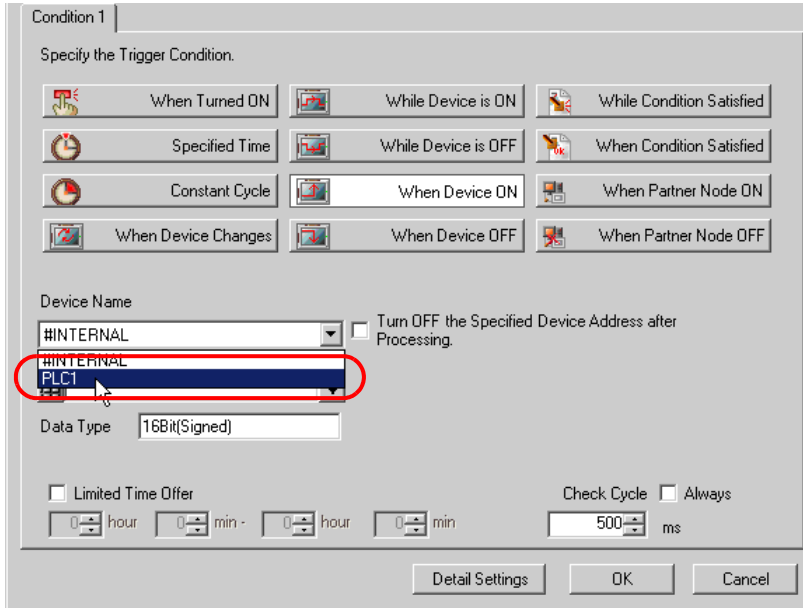 Condition 1
Specify the Trigger Condition.
When Turned ON
While Device is ON
While Condition Satisfied
Specified Time
While Device is OFF
When Condition Satisfied
Constant Cycle
When Device ON
When Partner Node ON
When Device Changes
When Device OFF
When Partner Node OFF
Device Name
#INTERNAL
Turn OFF the Specified Device Address after
Processing.
#INTERNAL
PLC1
Data Type 16Bit(Signed)
Limited Time Offer
Check Cycle Always
0 hour 0 min - 0 hour 0 min
500 ms
Detail Settings OK Cancel